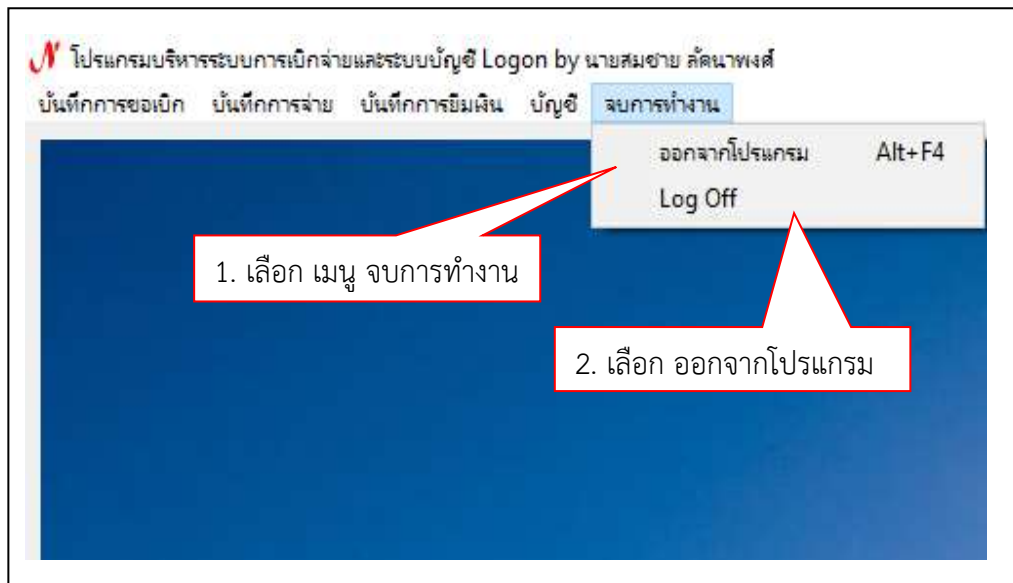 N โปรแกรมบริหารระบบการเบิกจ่ายและระบบบัญชี Logon by นายสมชาย ลัดนาพงศ์
บันทึกการขอเบิก บันทึกการจ่าย บันทึกการยืมเงิน บัญชี จบการทำงาน
ออกจากโปรแกรม Alt+F4
Log Off
1. เลือก เมนู จบการทำงาน
2. เลือก ออกจากโปรแกรม